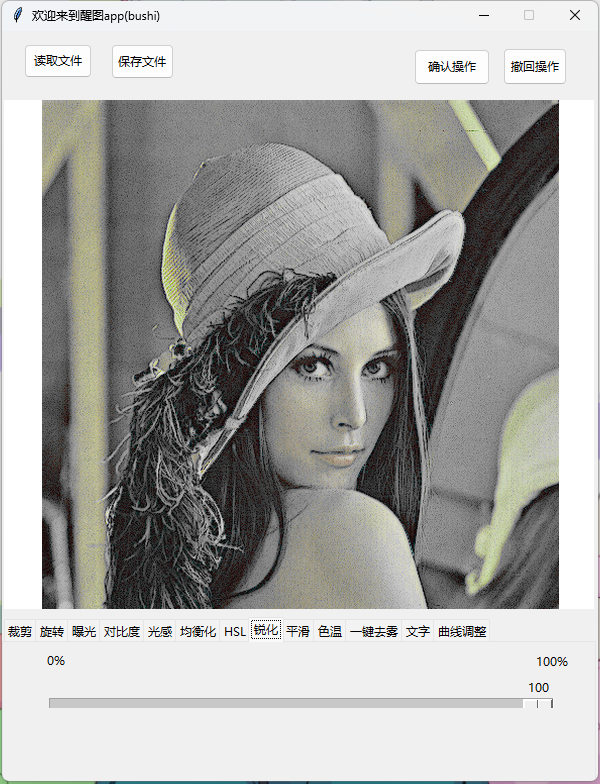 欢迎来到醒图app(bushi)
读取文件 保存文件 确认操作 撤回操作
裁剪 旋转 曝光 对比度 光感 均衡化 HSL 锐化 平滑 色温 一键去雾 文字 曲线调整
0% 100%
100